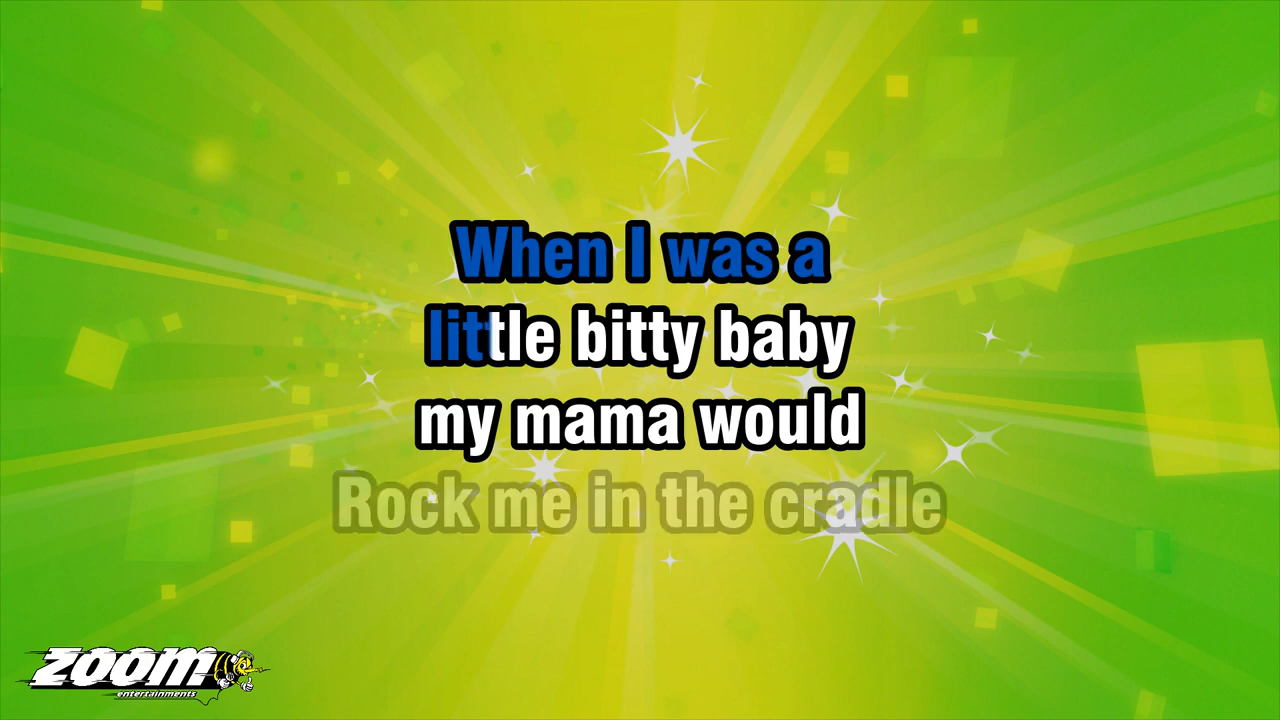 When I was a
little bitty baby
my mama would
Rock me in the cradle
zoom
entertainments